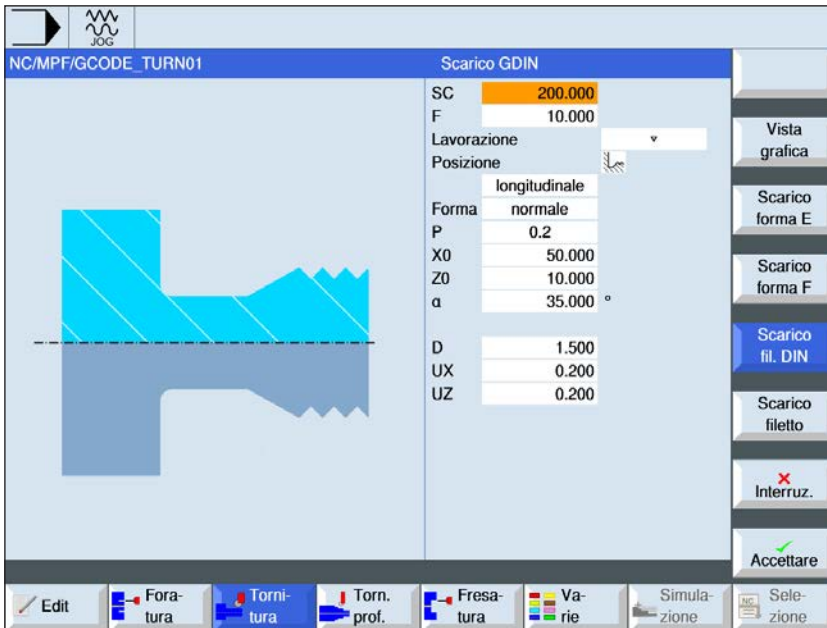 JOG
NC/MPF/GCODE_TURN01
Scarico GDIN
SC 200.000
F 10.000
Lavorazione
Posizione
longitudinale
Forma normale
P 0.2
X0 50.000
Z0 10.000
α 35.000 °
D 1.500
UX 0.200
UZ 0.200
Vista
grafica
Scarico
forma E
Scarico
forma F
Scarico
fil. DIN
Scarico
filetto
Interruz.
Accettare
Edit
Fora-
tura
Torni-
tura
Torn.
prof.
Fresa-
tura
Va-
rie
Simula-
zione
NC
Sele-
zione